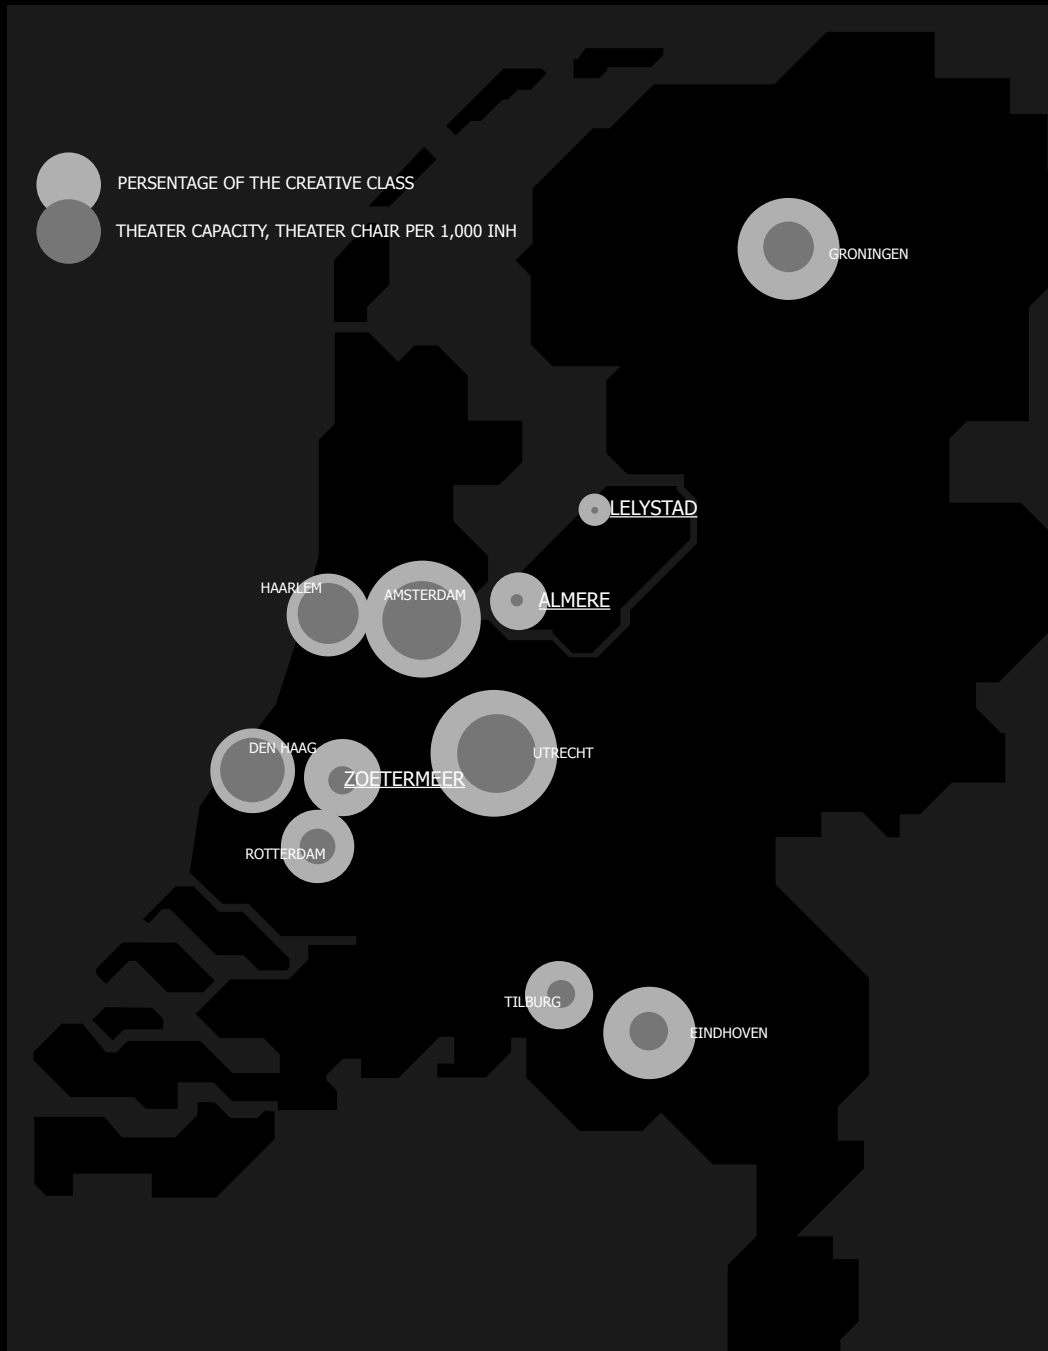 PERSENTAGE OF THE CREATIVE CLASS
THEATER CAPACITY, THEATER CHAIR PER 1,000 INH
GRONINGEN
LELYSTAD
HAARLEM
AMSTERDAM
ALMERE
DEN HAAG
UTRECHT
ZOETERMEER
ROTTERDAM
TILBURG
EINDHOVEN